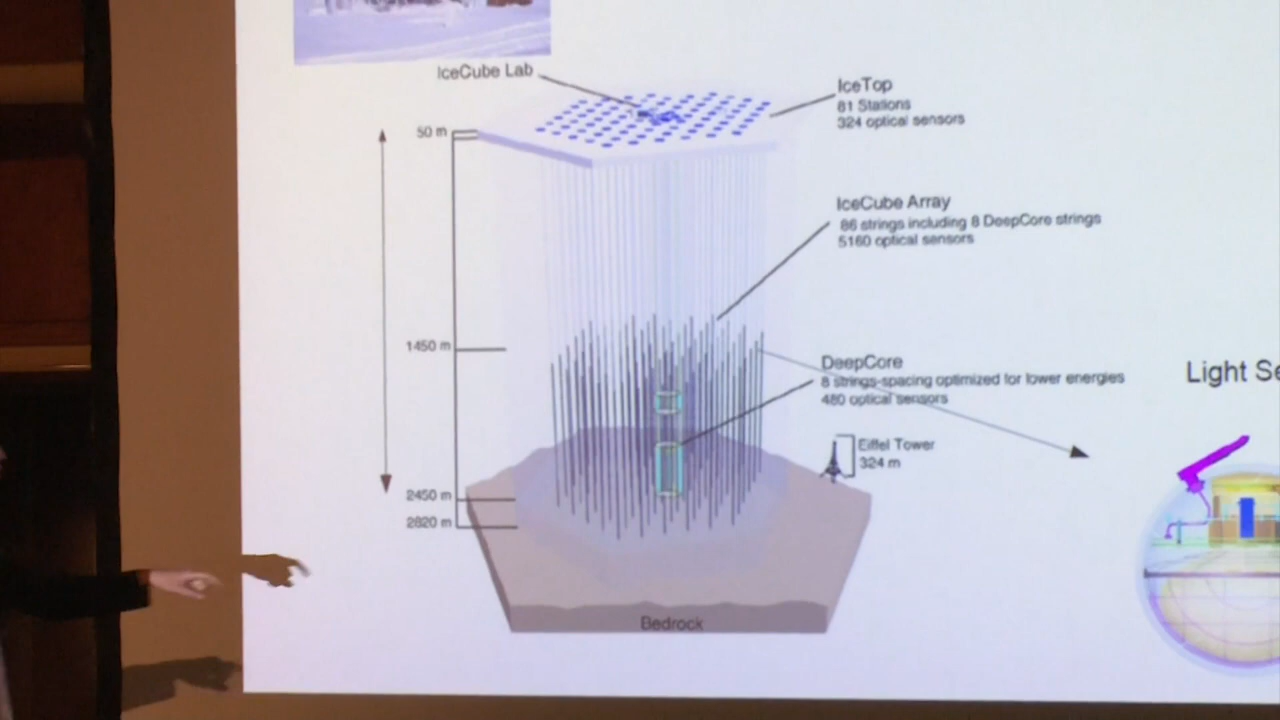 IceCube Lab
IceTop
81 Stations
324 optical sensors
50 m
IceCube Array
86 strings including 8 DeepCore strings
5160 optical sensors
1450 m
DeepCore
8 strings-spacing optimized for lower energies
480 optical sensors
Light Se
Eiffel Tower
324 m
2450 m
2820 m
Bedrock